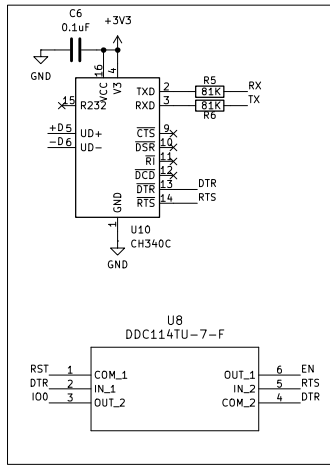 C6
0.1uF
+3V3
GND
16
4
VCC
V3
15
R232
TXD
2
R5
81K
RX
RXD
3
81K
TX
R6
+D
5
UD+
-D
6
UD-
CTS
9
DSR
10
RI
11
DCD
12
DTR
13
DTR
RTS
14
RTS
GND
1
U10
CH340C
GND
U8
DDC114TU-7-F
RST 1 COM_1 OUT_1 6 EN
DTR 2 IN_1 IN_2 5 RTS
IO0 3 OUT_2 COM_2 4 DTR